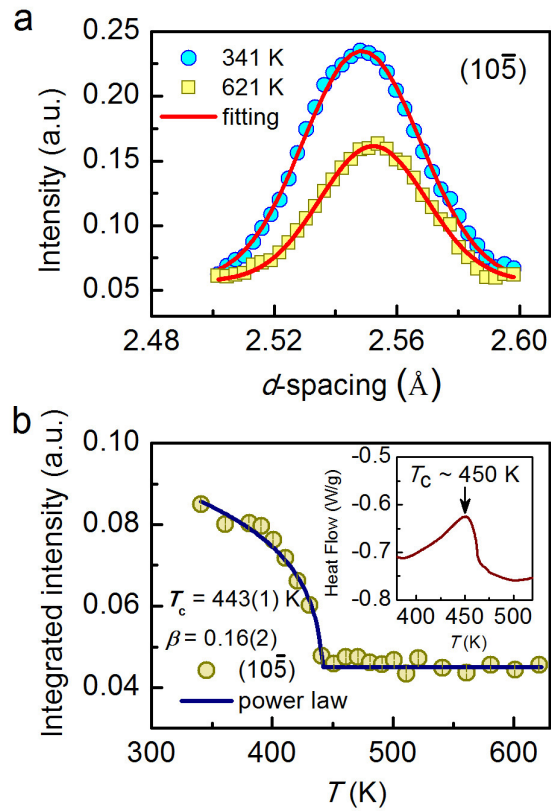 a
0.25
0.20
0.15
0.10
0.05
Intensity (a.u.)
341 K
621 K
fitting
(105̅)
2.48
2.52
2.56
2.60
d-spacing (Å)
b
0.10
0.08
0.06
0.04
Integrated intensity (a.u.)
Tc = 443(1) K
β = 0.16(2)
(105̅)
power law
-0.5
-0.6
-0.7
-0.8
Heat Flow (W/g)
TC ~ 450 K
400
450
500
T (K)
300
400
500
600
T (K)